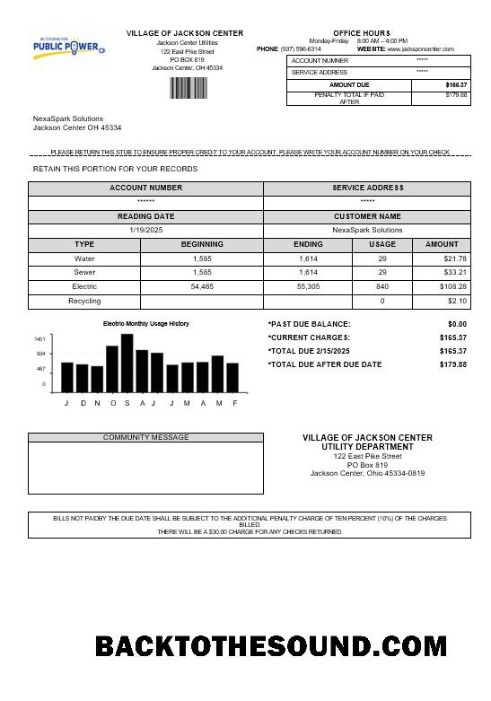 BE CITIZENS FOR
PUBLIC POWER
VILLAGE OF JACKSON CENTER
Jackson Center Utilities
122 East Pike Street
PO BOX 819
Jackson Center, OH 45334
OFFICE HOURS
Monday-Friday 8:00 AM – 4:00 PM
PHONE (937) 596-6314 WEBSITE: www.jacksoncenter.com
ACCOUNT NUMNER *****
SERVICE ADDRESS *****
AMOUNT DUE $166.37
PENALTY TOTAL IF PAID AFTER $179.88
NexaSpark Solutions
Jackson Center OH 45334
PLEASE RETURN THIS STUB TO ENSURE PROPER CREDIT TO YOUR ACCOUNT, PLEASE WRITE YOUR ACCOUNT NUMBER ON YOUR CHECK
RETAIN THIS PORTION FOR YOUR RECORDS
ACCOUNT NUMBER SERVICE ADDRESS
****** *****
READING DATE CUSTOMER NAME
1/19/2025 NexaSpark Solutions
TYPE BEGINNING ENDING USAGE AMOUNT
Water 1,585 1,614 29 $21.78
Sewer 1,585 1,614 29 $33.21
Electric 54,465 55,305 840 $108.28
Recycling 0 $2.10
Electric Monthly Usage History
1401
934
467
0
J D N O S A J J M A M F
*PAST DUE BALANCE: $0.00
*CURRENT CHARGES: $165.37
*TOTAL DUE 2/15/2025 $165.37
*TOTAL DUE AFTER DUE DATE $179.88
COMMUNITY MESSAGE
VILLAGE OF JACKSON CENTER
UTILITY DEPARTMENT
122 East Pike Street
PO Box 819
Jackson Center, Ohio 45334-0819
BILLS NOT PAIDBY THE DUE DATE SHALL BE SUBJECT TO THE ADDITIONAL PENALTY CHARGE OF TEN PERCENT (10%) OF THE CHARGES
BILLED.
THERE WILL BE A $30.00 CHARGE FOR ANY CHECKS RETURNED.
BACKTOTHESOUND.COM